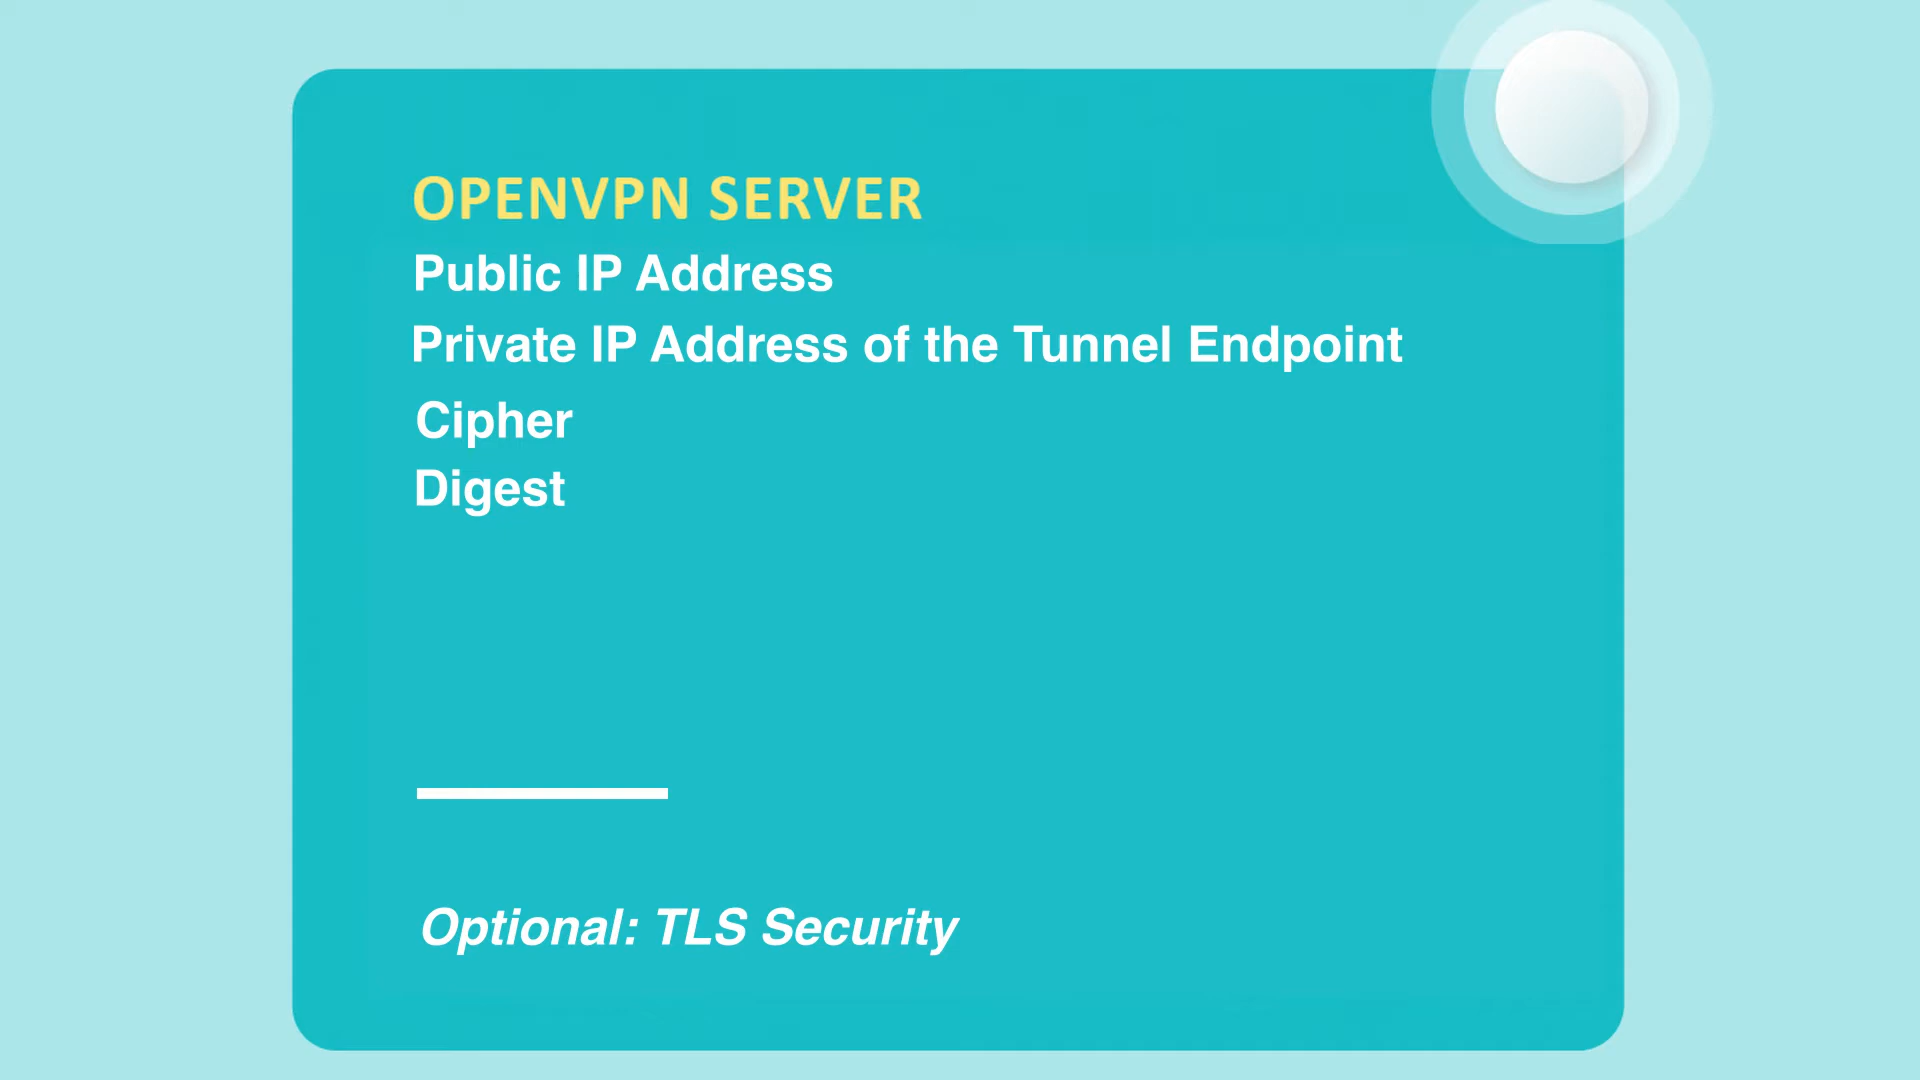 OPENVPN SERVER
Public IP Address
Private IP Address of the Tunnel Endpoint
Cipher
Digest
Optional: TLS Security